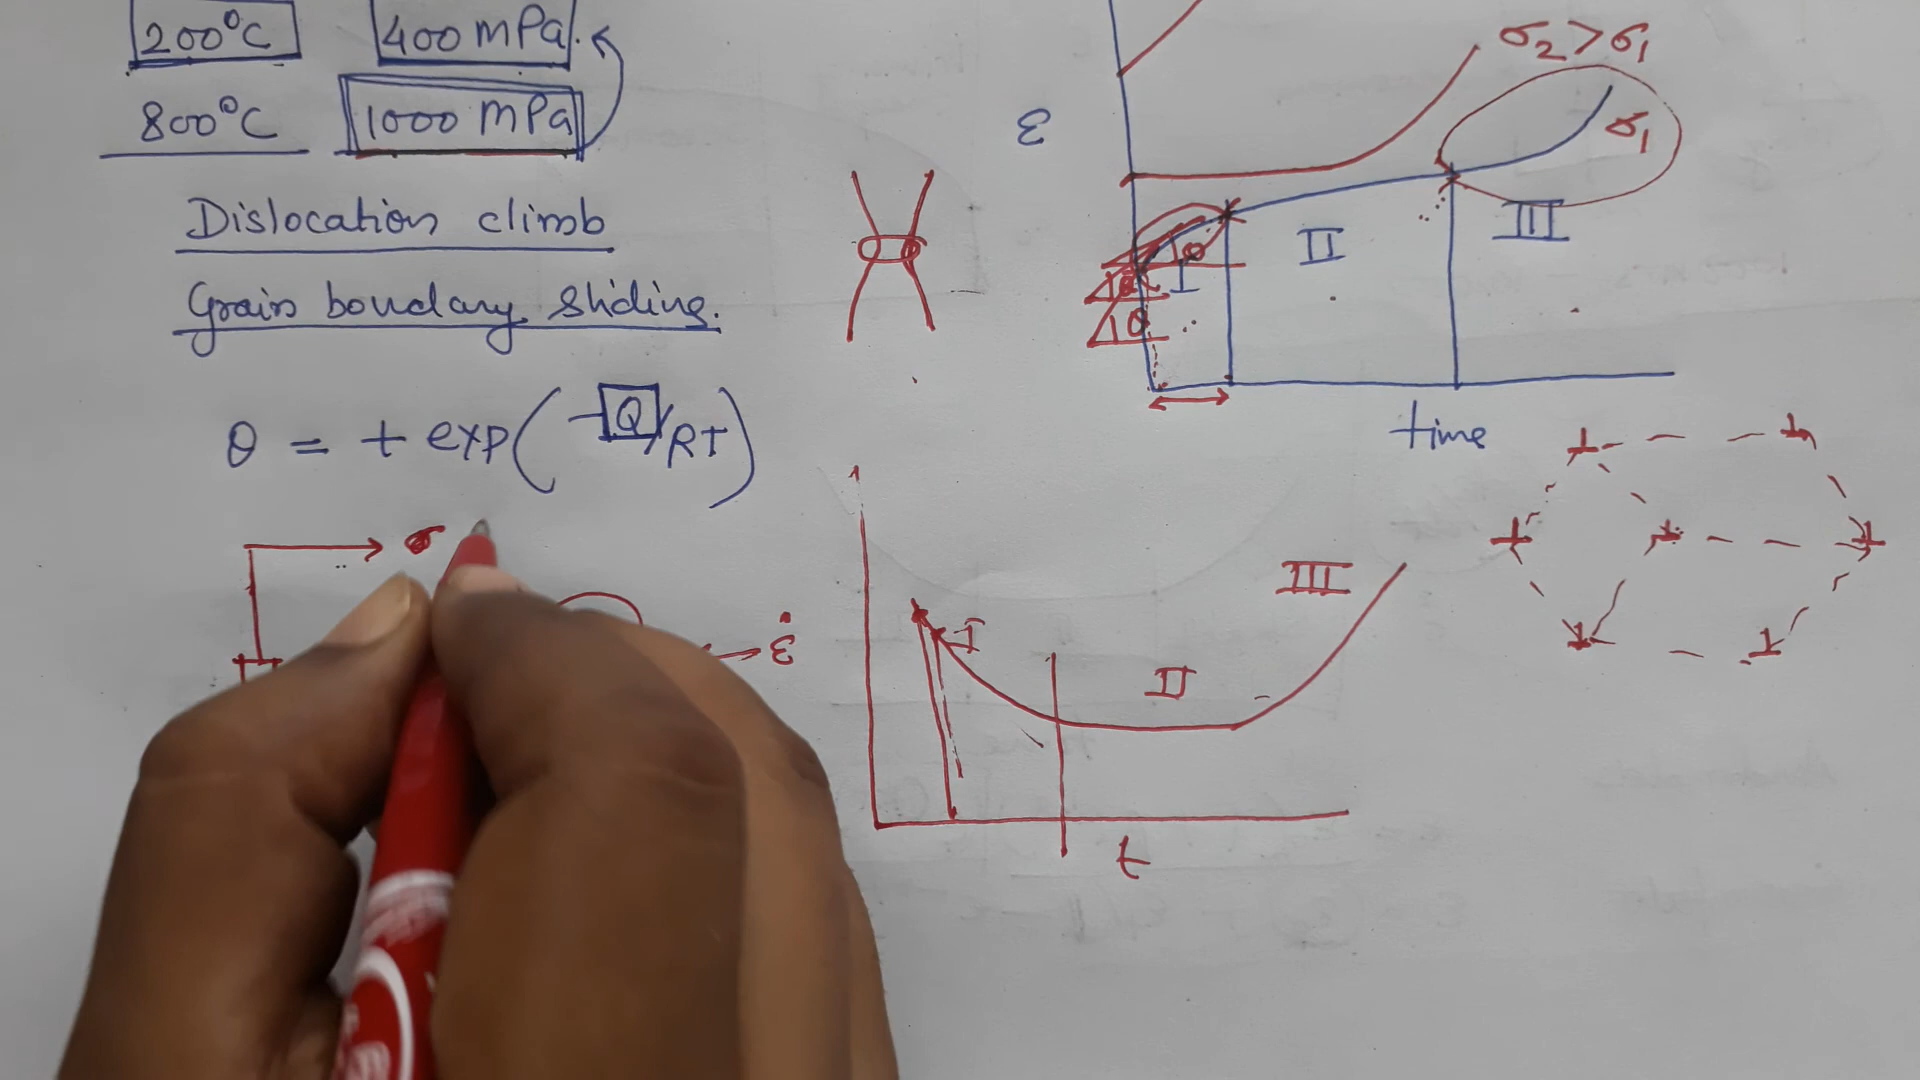 200°C 400 mPa.
800°C 1000 mPa
Dislocation climb
Grain boundary sliding.
θ = t exp(-Q/RT)
σ
ε̇
ε
σ2 > σ1
σ1
I
II
III
θ
θ
time
I
II
III
t